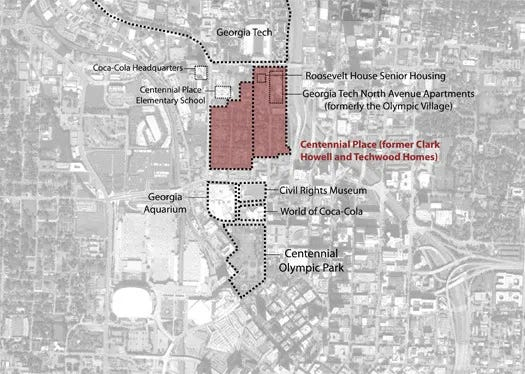 Georgia Tech
Coca-Cola Headquarters
Roosevelt House Senior Housing
Centennial Place
Elementary School
Georgia Tech North Avenue Apartments
(formerly the Olympic Village)
Centennial Place (former Clark
Howell and Techwood Homes)
Georgia
Aquarium
Civil Rights Museum
World of Coca-Cola
Centennial
Olympic Park